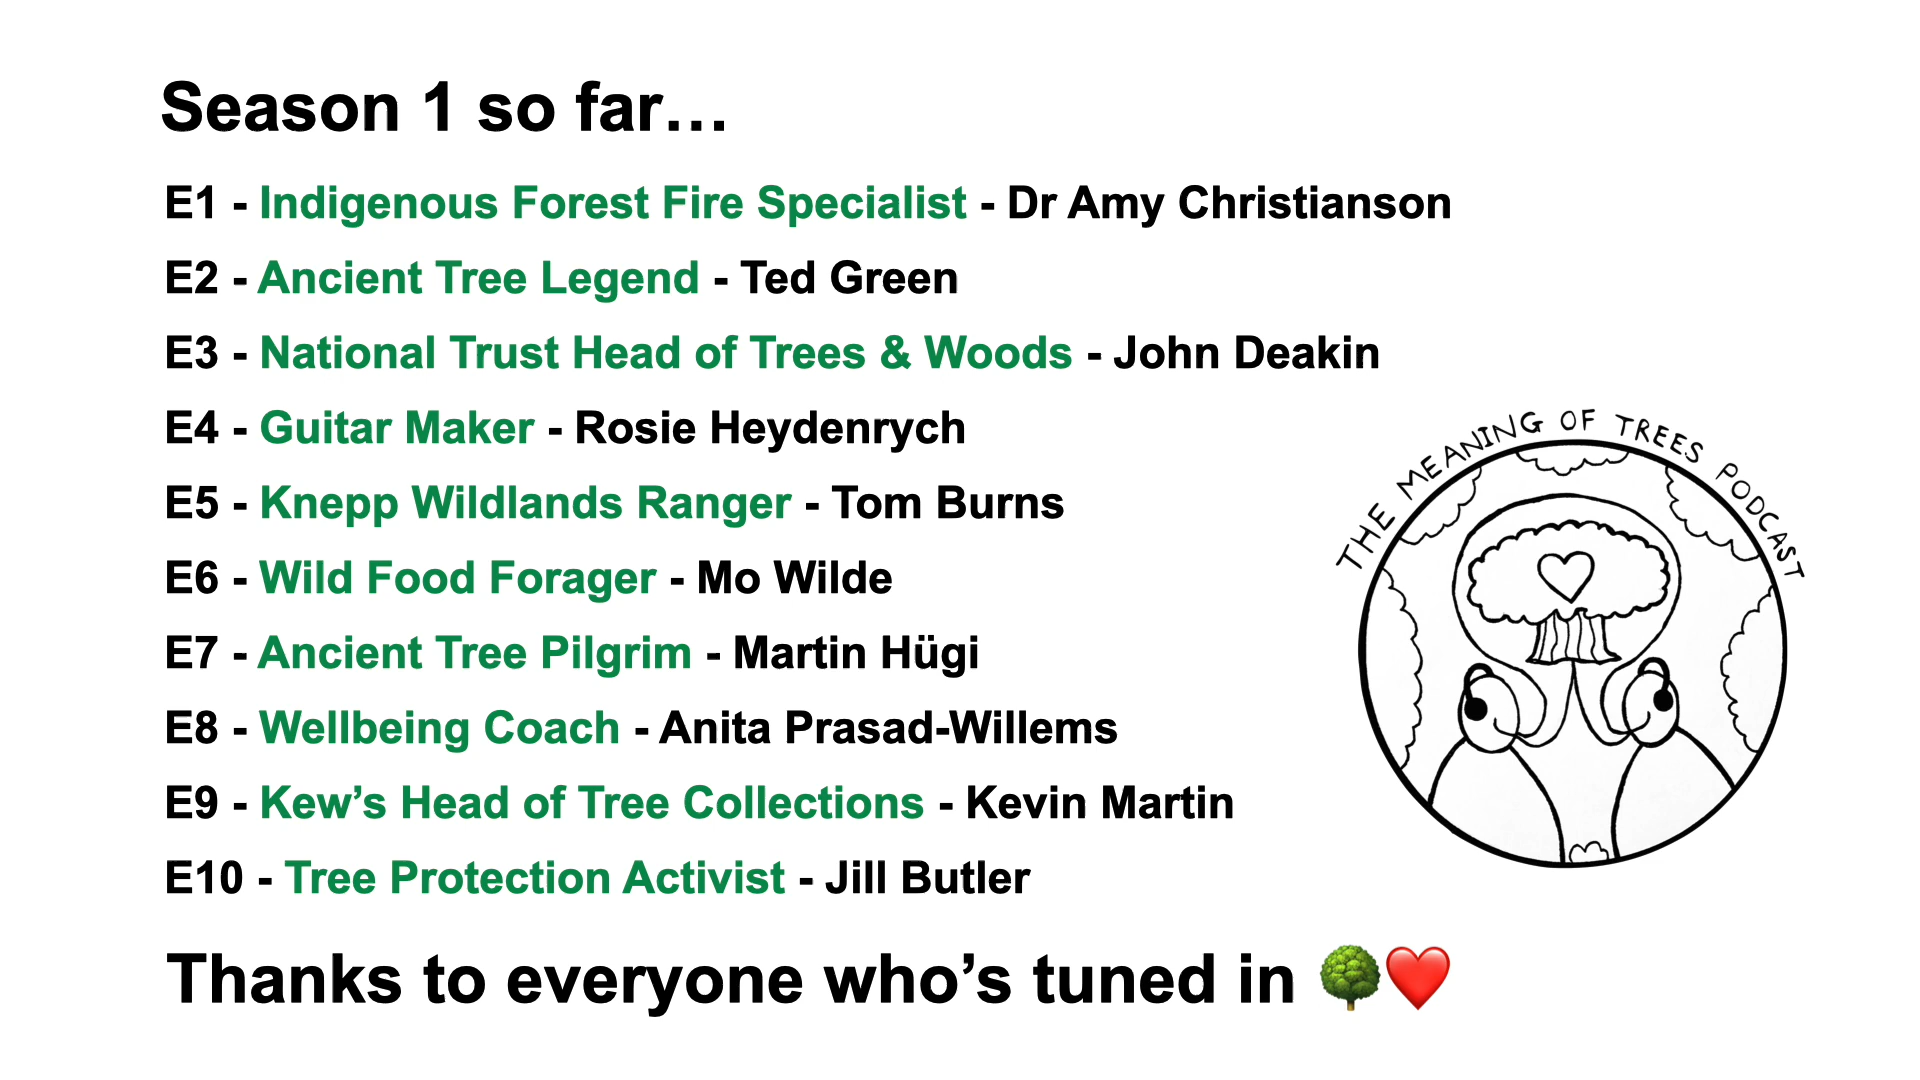 Season 1 so far…
E1 - Indigenous Forest Fire Specialist - Dr Amy Christianson
E2 - Ancient Tree Legend - Ted Green
E3 - National Trust Head of Trees & Woods - John Deakin
E4 - Guitar Maker - Rosie Heydenrych
E5 - Knepp Wildlands Ranger - Tom Burns
E6 - Wild Food Forager - Mo Wilde
E7 - Ancient Tree Pilgrim - Martin Hügi
E8 - Wellbeing Coach - Anita Prasad-Willems
E9 - Kew’s Head of Tree Collections - Kevin Martin
E10 - Tree Protection Activist - Jill Butler
THE MEANING OF TREES PODCAST
Thanks to everyone who’s tuned in 🌳❤️